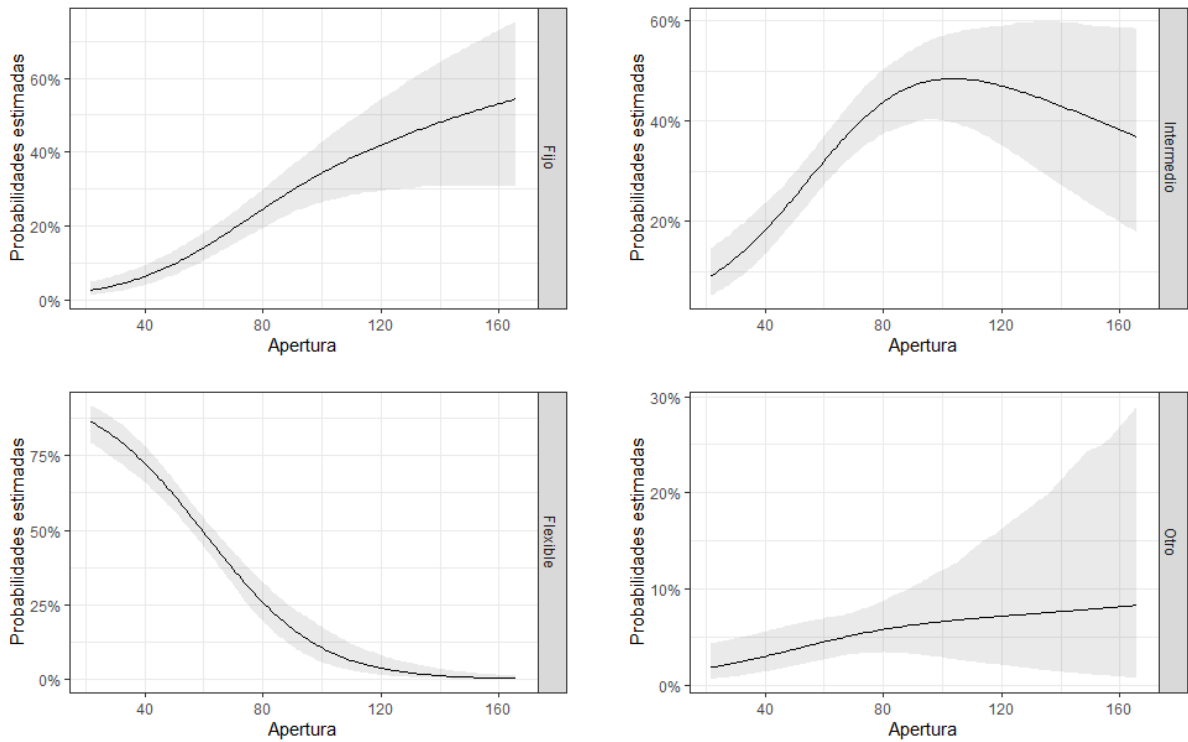 Probabilidades estimadas
60%
40%
20%
0%
40 80 120 160
Apertura
Fijo
Probabilidades estimadas
60%
40%
20%
40 80 120 160
Apertura
Intermedio
Probabilidades estimadas
75%
50%
25%
0%
40 80 120 160
Apertura
Flexible
Probabilidades estimadas
30%
20%
10%
0%
40 80 120 160
Apertura
Otro